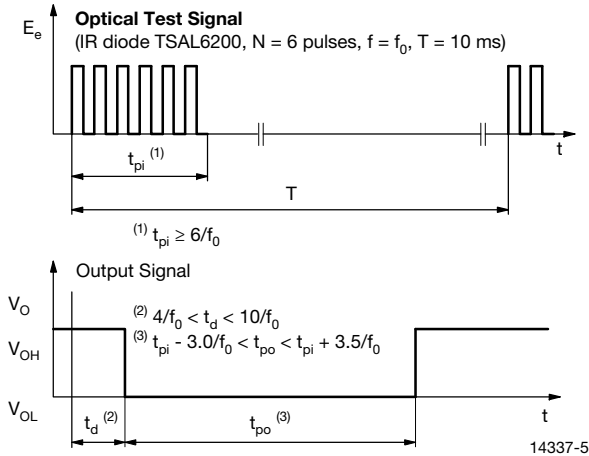 Optical Test Signal
(IR diode TSAL6200, N = 6 pulses, f = f0, T = 10 ms)
Ee
t
tpi (1)
T
(1) tpi ≥ 6/f0
Output Signal
VO
VOH
VOL
(2) 4/f0 < td < 10/f0
(3) tpi - 3.0/f0 < tpo < tpi + 3.5/f0
td (2)
tpo (3)
t
14337-5